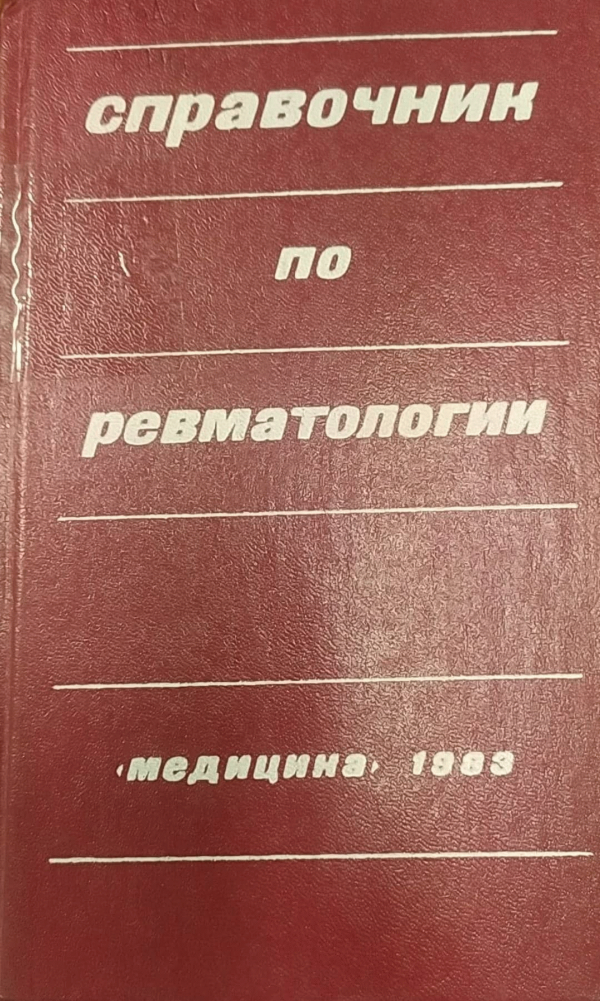 справочник
по
ревматологии
‹медицина› 1983